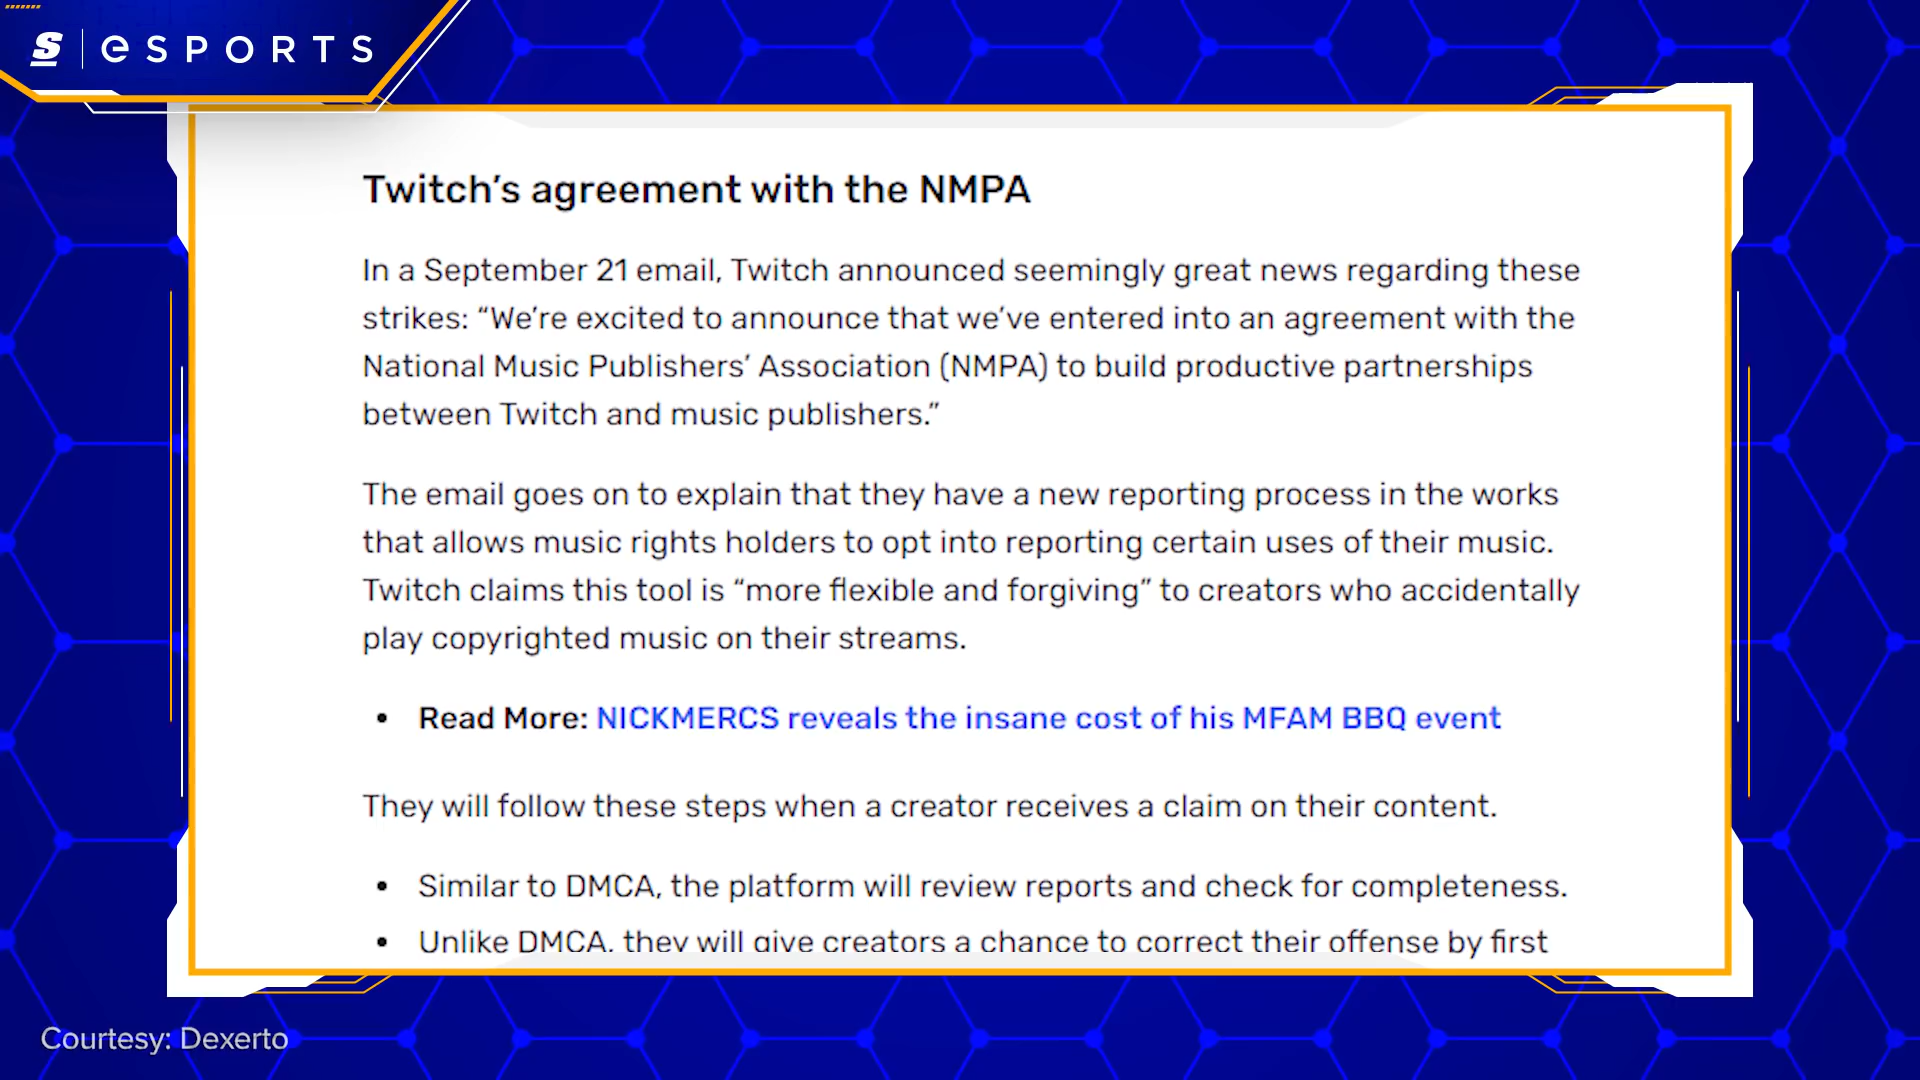 S | eSPORTS
Twitch’s agreement with the NMPA
In a September 21 email, Twitch announced seemingly great news regarding these
strikes: “We’re excited to announce that we’ve entered into an agreement with the
National Music Publishers’ Association (NMPA) to build productive partnerships
between Twitch and music publishers.”
The email goes on to explain that they have a new reporting process in the works
that allows music rights holders to opt into reporting certain uses of their music.
Twitch claims this tool is “more flexible and forgiving” to creators who accidentally
play copyrighted music on their streams.
• Read More: NICKMERCS reveals the insane cost of his MFAM BBQ event
They will follow these steps when a creator receives a claim on their content.
• Similar to DMCA, the platform will review reports and check for completeness.
• Unlike DMCA, they will give creators a chance to correct their offense by first
Courtesy: Dexerto